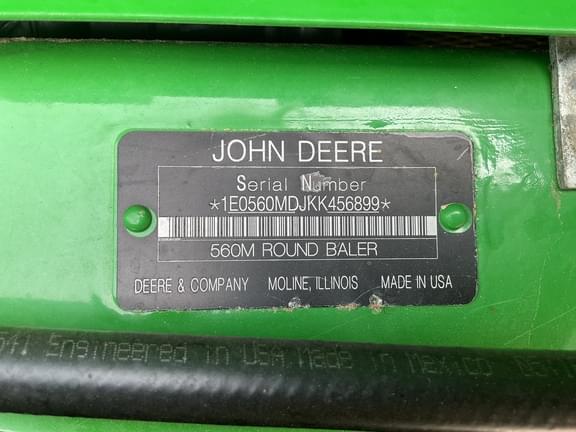 JOHN DEERE
Serial Number
*1E0560MDJKK456899*
560M ROUND BALER
DEERE & COMPANY MOLINE, ILLINOIS MADE IN USA
Engineered in USA Made in Mexico